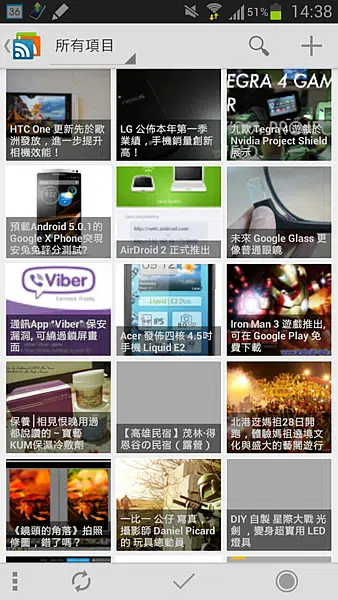 36
51%
14:38
所有項目
HTC One 更新先於歐
洲發放，進一步提升
相機效能！
LG 公佈本年第一季
業績，手機銷量創新
高！
TEGRA 4 GAM
九款 Tegra 4 遊戲於
Nvidia Project Shield
展示
預載Android 5.0.1的
Google X Phone突現
安兔兔評分測試?
AirDroid 2 正式推出
未來 Google Glass 更
像普通眼鏡
Viber
通訊App “Viber” 保安
漏洞, 可繞過鎖屏畫
面
Liquid E2 Duo
Acer 發佈四核 4.5吋
手機 Liquid E2
Iron Man 3 遊戲推出,
可在 Google Play 免
費下載
保養│相見恨晚用過
都說讚的～寶藝
KUM保濕冷敷劑
【高雄民宿】茂林‧得
恩谷の民宿（露營）
北港迓媽祖28日開
跑，體驗媽祖遶境文
化與盛大的藝閣遊行
《鏡頭的角落》拍照
修圖，錯了嗎？
一比一 公仔 寫真，
攝影師 Daniel Picard
的 玩具總動員
DIY 自製 星際大戰 光
劍 ，變身超實用 LED
燈具